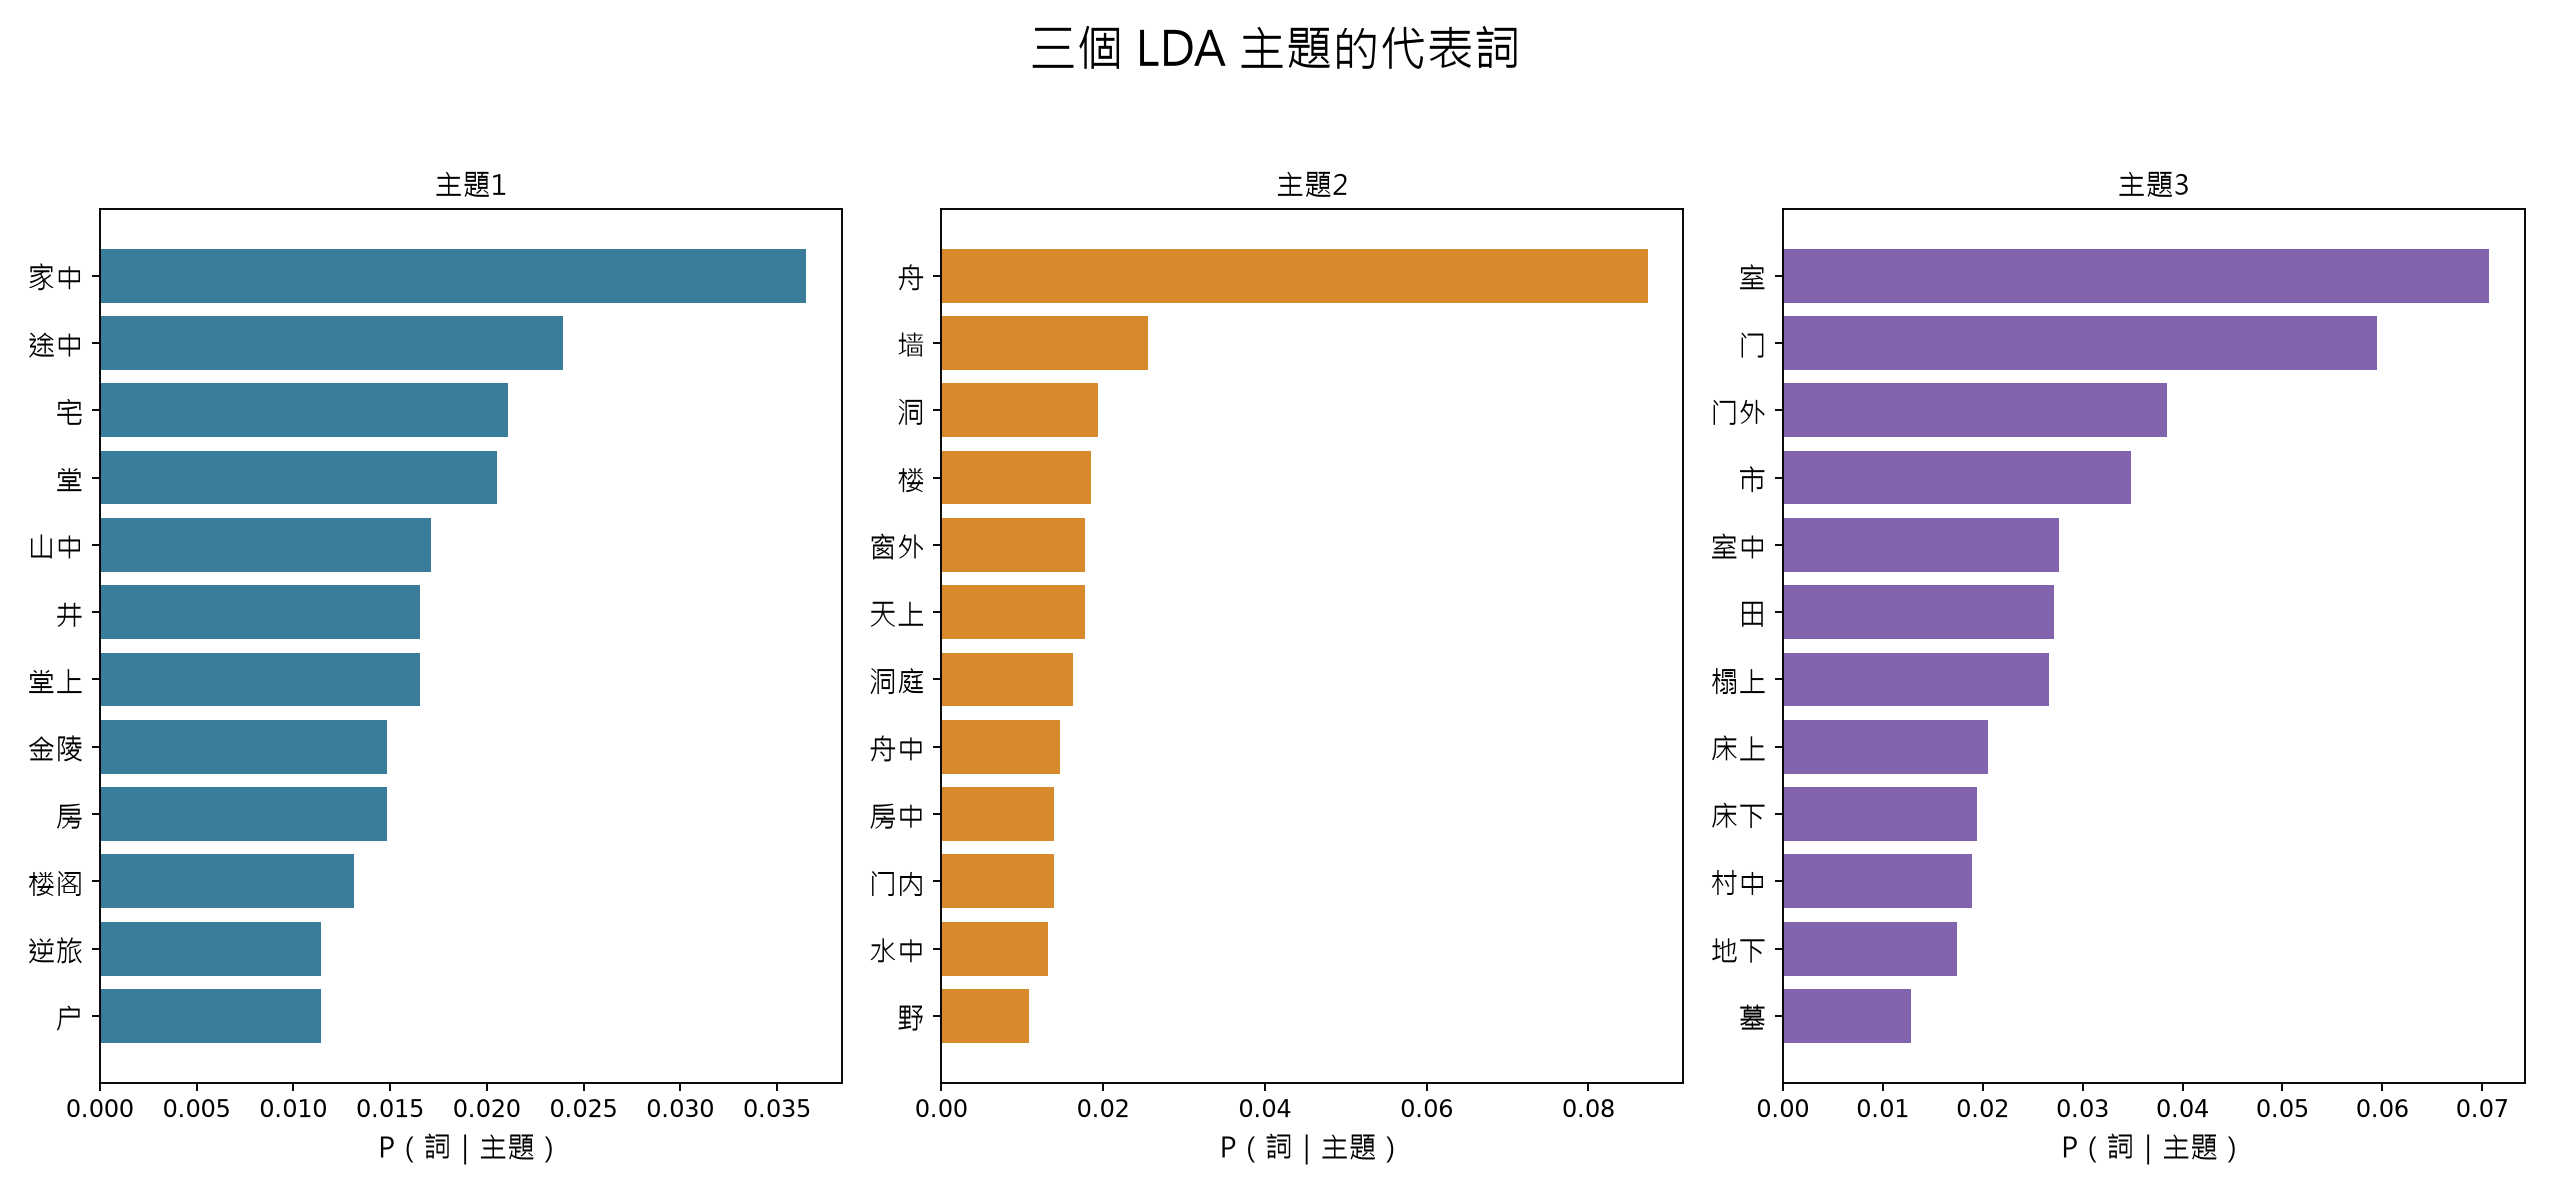 三個 LDA 主題的代表詞
主題1
家中
途中
宅
堂
山中
井
堂上
金陵
房
楼阁
逆旅
户
0.000 0.005 0.010 0.015 0.020 0.025 0.030 0.035
P（詞 | 主題）
主題2
舟
墙
洞
楼
窗外
天上
洞庭
舟中
房中
门内
水中
野
0.00 0.02 0.04 0.06 0.08
P（詞 | 主題）
主題3
室
门
门外
市
室中
田
榻上
床上
床下
村中
地下
墓
0.00 0.01 0.02 0.03 0.04 0.05 0.06 0.07
P（詞 | 主題）